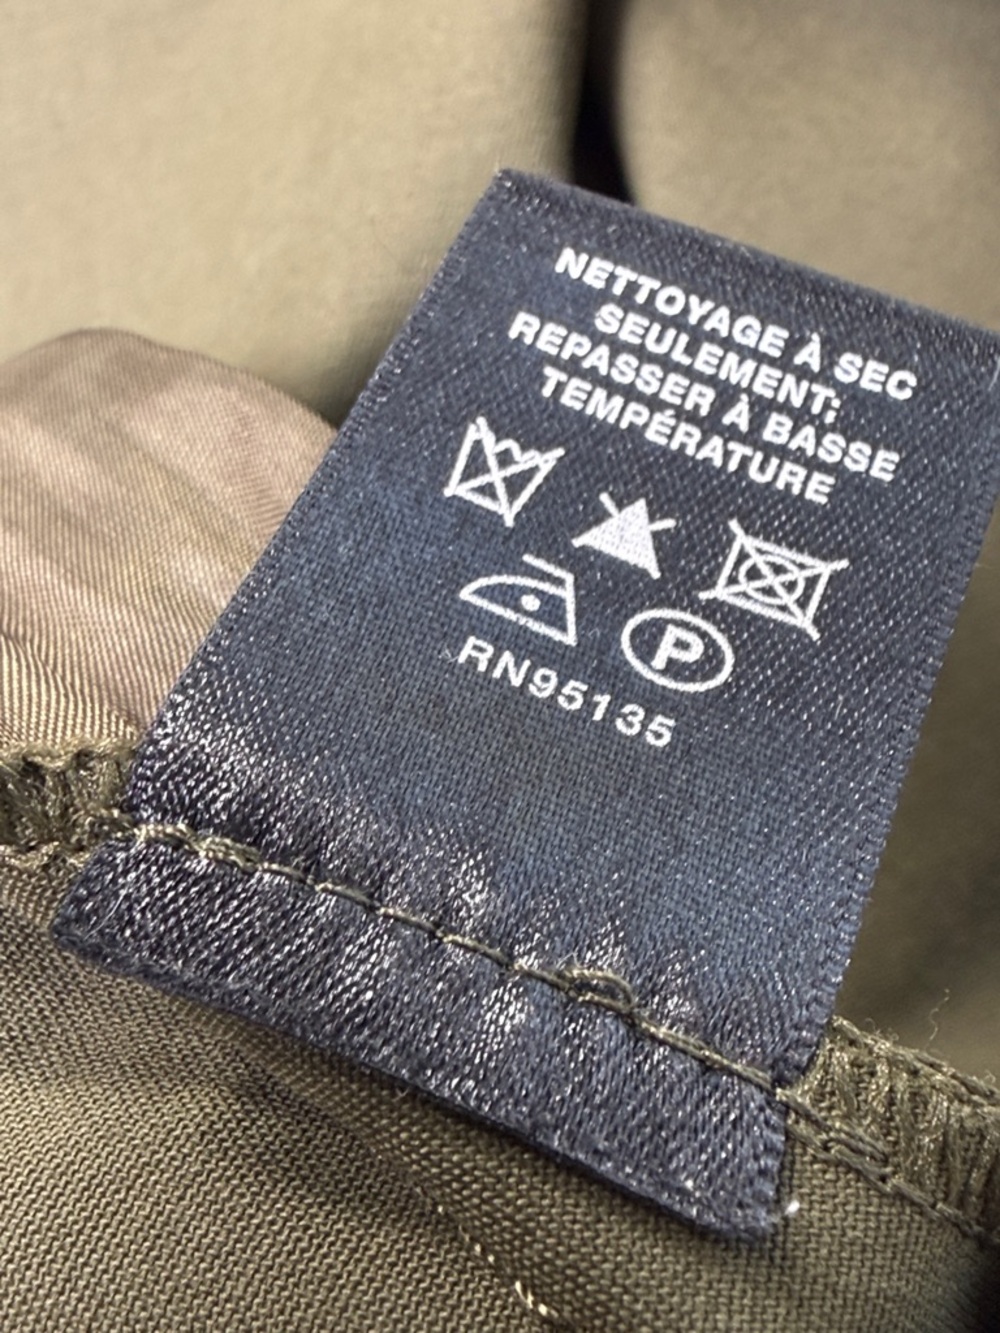 NETTOYAGE À SEC
SEULEMENT;
REPASSER À BASSE
TEMPÉRATURE
P
RN95135